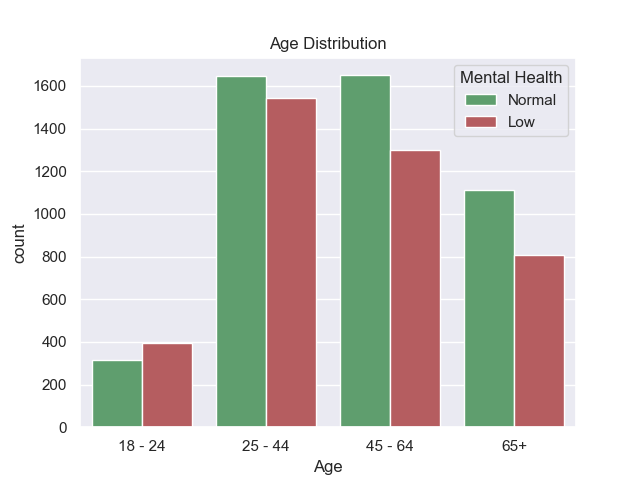 Age Distribution
Mental Health
Normal
Low
1600
1400
1200
1000
800
600
400
200
0
count
18 - 24
25 - 44
45 - 64
65+
Age